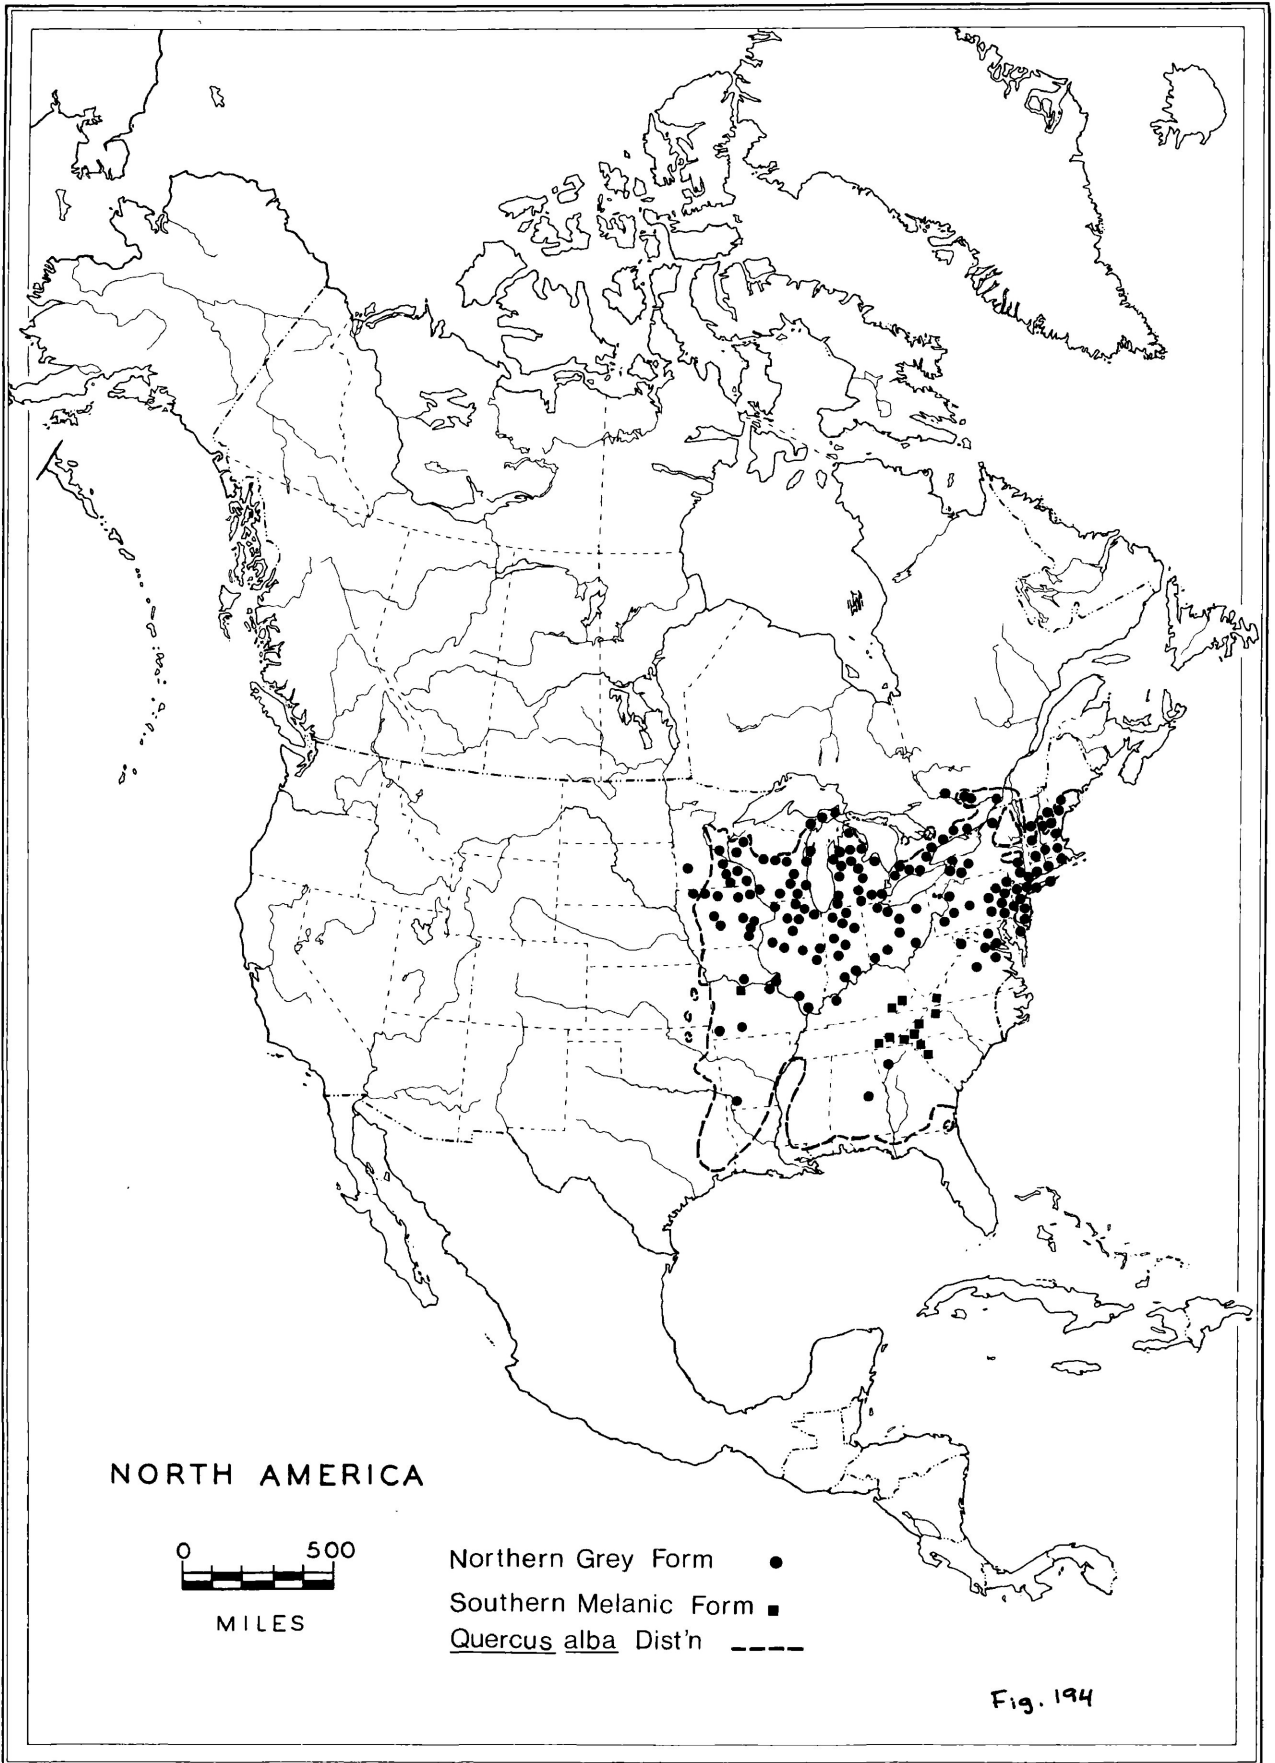 NORTH AMERICA
0 500
MILES
Northern Grey Form
Southern Melanic Form
Quercus alba Dist'n
Fig. 194